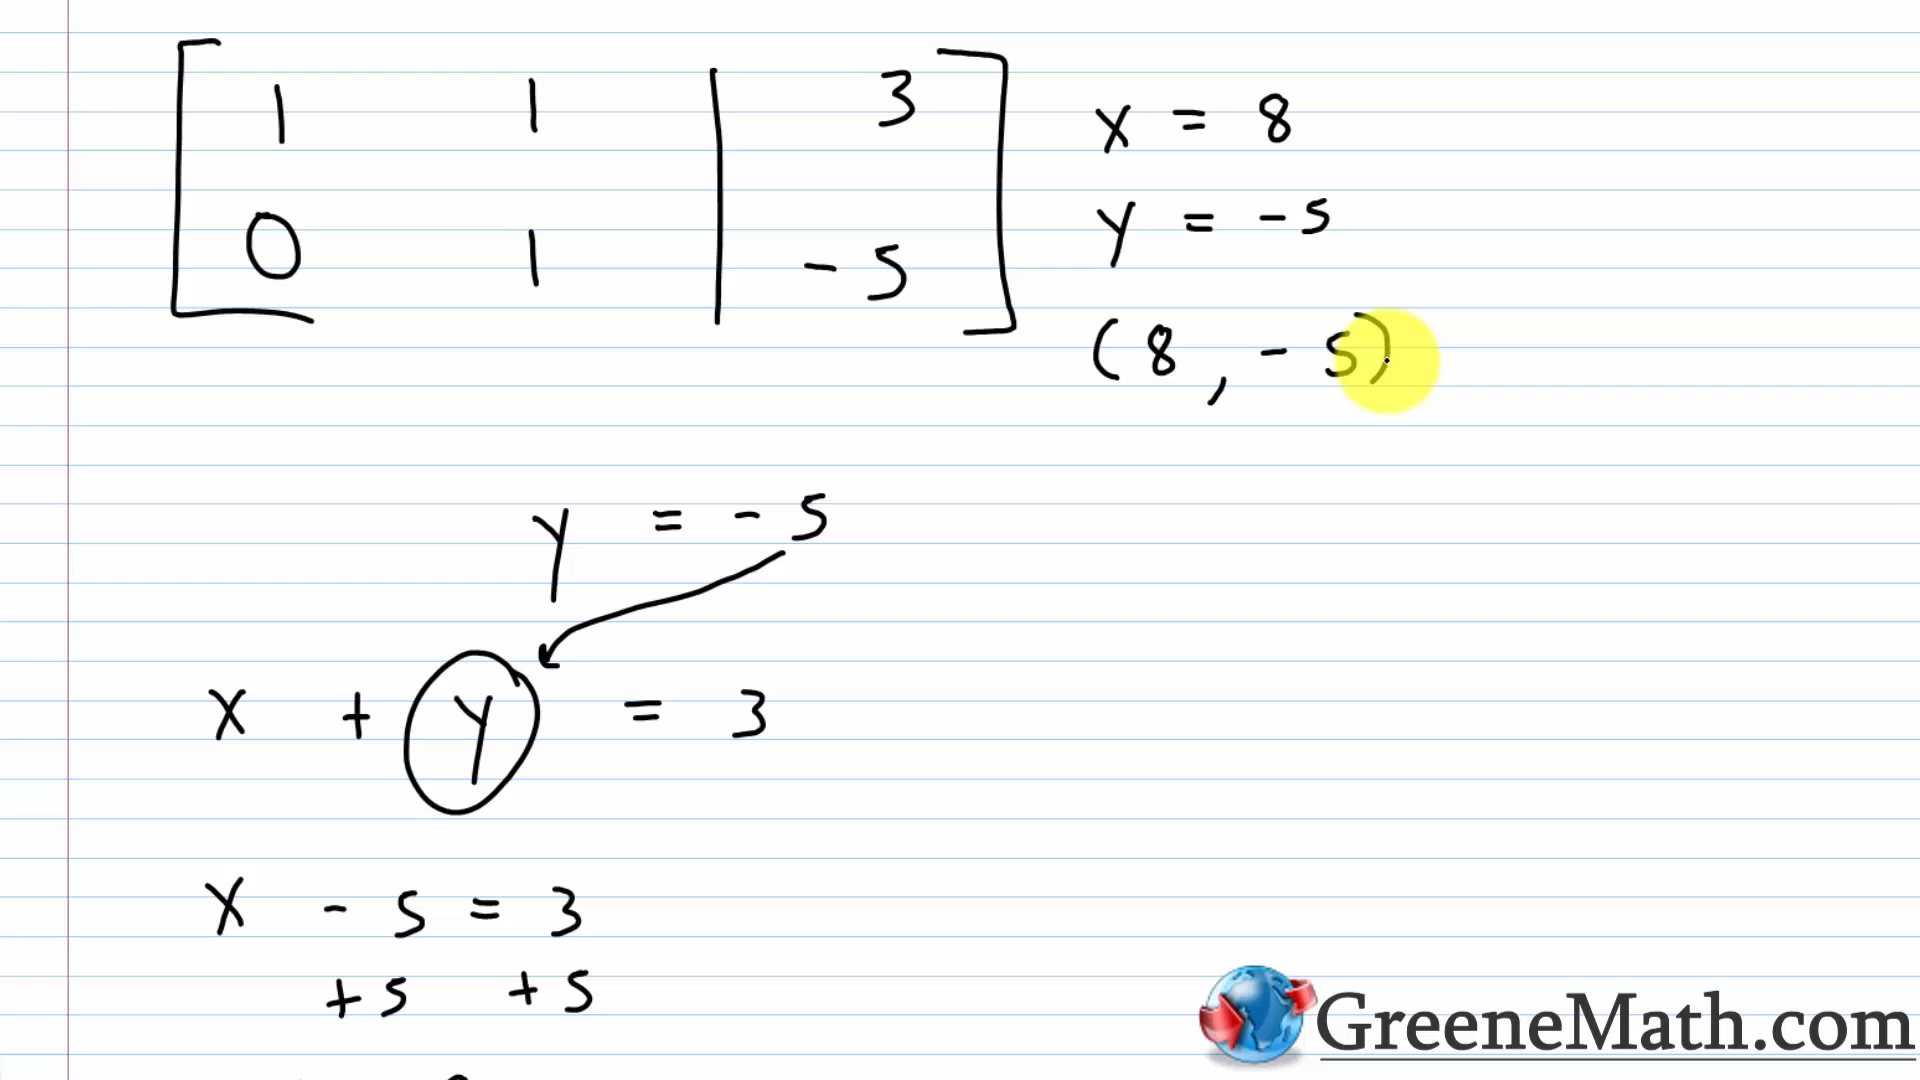 1 1 | 3
0 1 | - 5
x = 8
y = - 5
(8 , - 5)
y = - 5
x + y = 3
x - 5 = 3
+ 5 + 5
GreeneMath.com